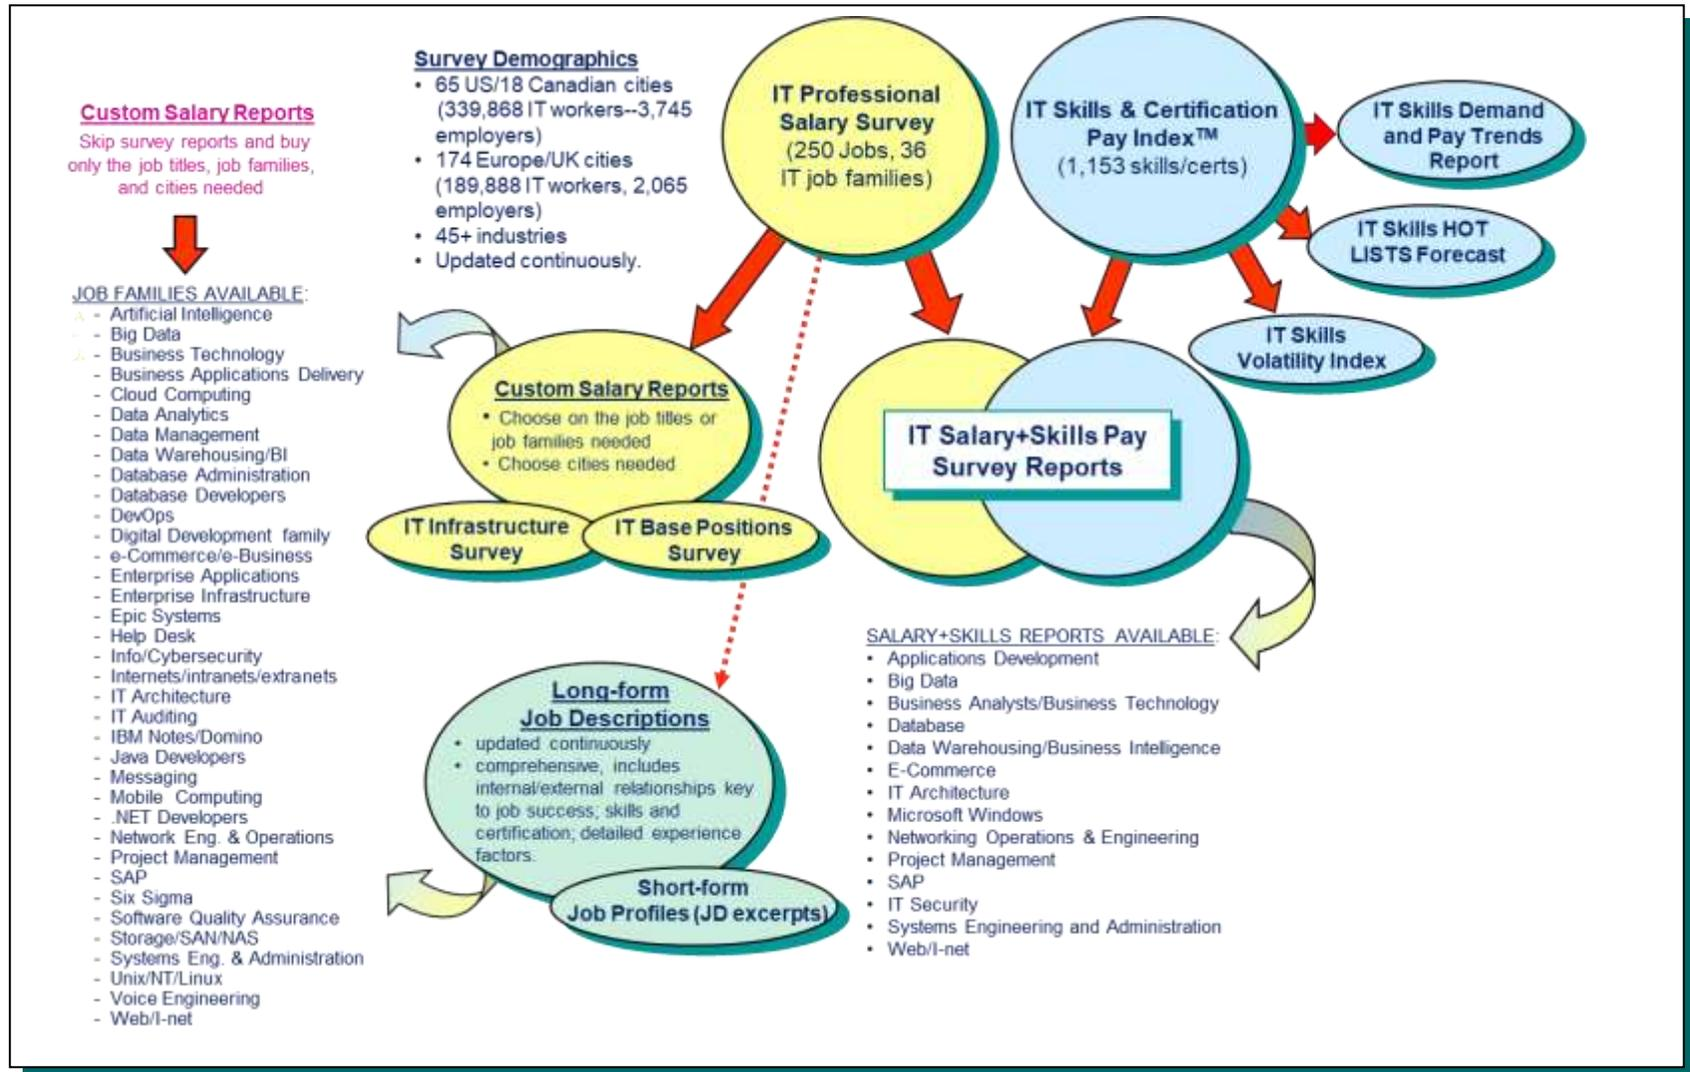 Custom Salary Reports
Skip survey reports and buy
only the job titles, job families,
and cities needed
JOB FAMILIES AVAILABLE:
- Artificial Intelligence
- Big Data
- Business Technology
- Business Applications Delivery
- Cloud Computing
- Data Analytics
- Data Management
- Data Warehousing/BI
- Database Administration
- Database Developers
- DevOps
- Digital Development family
- e-Commerce/e-Business
- Enterprise Applications
- Enterprise Infrastructure
- Epic Systems
- Help Desk
- Info/Cybersecurity
- Internets/intranets/extranets
- IT Architecture
- IT Auditing
- IBM Notes/Domino
- Java Developers
- Messaging
- Mobile Computing
- .NET Developers
- Network Eng. & Operations
- Project Management
- SAP
- Six Sigma
- Software Quality Assurance
- Storage/SAN/NAS
- Systems Eng. & Administration
- Unix/NT/Linux
- Voice Engineering
- Web/I-net
Survey Demographics
• 65 US/18 Canadian cities
(339,868 IT workers--3,745
employers)
• 174 Europe/UK cities
(189,888 IT workers, 2,065
employers)
• 45+ industries
• Updated continuously.
IT Professional
Salary Survey
(250 Jobs, 36
IT job families)
IT Skills & Certification
Pay Index™
(1,153 skills/certs)
IT Skills Demand
and Pay Trends
Report
IT Skills HOT
LISTS Forecast
IT Skills
Volatility Index
Custom Salary Reports
• Choose on the job titles or
job families needed
• Choose cities needed
IT Infrastructure
Survey
IT Base Positions
Survey
IT Salary+Skills Pay
Survey Reports
Long-form
Job Descriptions
• updated continuously
• comprehensive, includes
internal/external relationships key
to job success; skills and
certification; detailed experience
factors.
Short-form
Job Profiles (JD excerpts)
SALARY+SKILLS REPORTS AVAILABLE:
• Applications Development
• Big Data
• Business Analysts/Business Technology
• Database
• Data Warehousing/Business Intelligence
• E-Commerce
• IT Architecture
• Microsoft Windows
• Networking Operations & Engineering
• Project Management
• SAP
• IT Security
• Systems Engineering and Administration
• Web/I-net